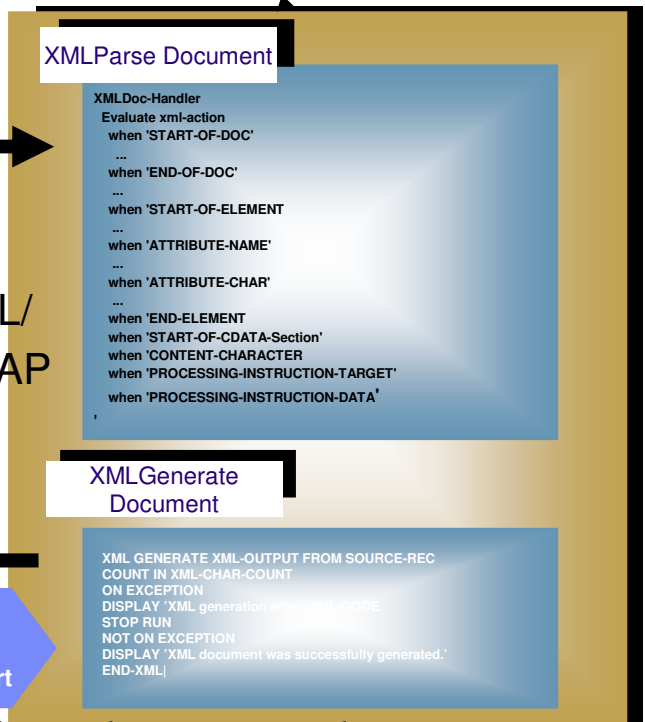 XMLParse Document
XMLDoc-Handler
Evaluate xml-action
when 'START-OF-DOC'
...
when 'END-OF-DOC'
...
when 'START-OF-ELEMENT
...
when 'ATTRIBUTE-NAME'
...
when 'ATTRIBUTE-CHAR'
...
when 'END-ELEMENT
when 'START-OF-CDATA-Section'
when 'CONTENT-CHARACTER
when 'PROCESSING-INSTRUCTION-TARGET'
when 'PROCESSING-INSTRUCTION-DATA'
'
L/
AP
XMLGenerate
Document
XML GENERATE XML-OUTPUT FROM SOURCE-REC
COUNT IN XML-CHAR-COUNT
ON EXCEPTION
DISPLAY 'XML generation error 'XML-CODE
STOP RUN
NOT ON EXCEPTION
DISPLAY 'XML document was successfully generated.'
END-XML|
rt